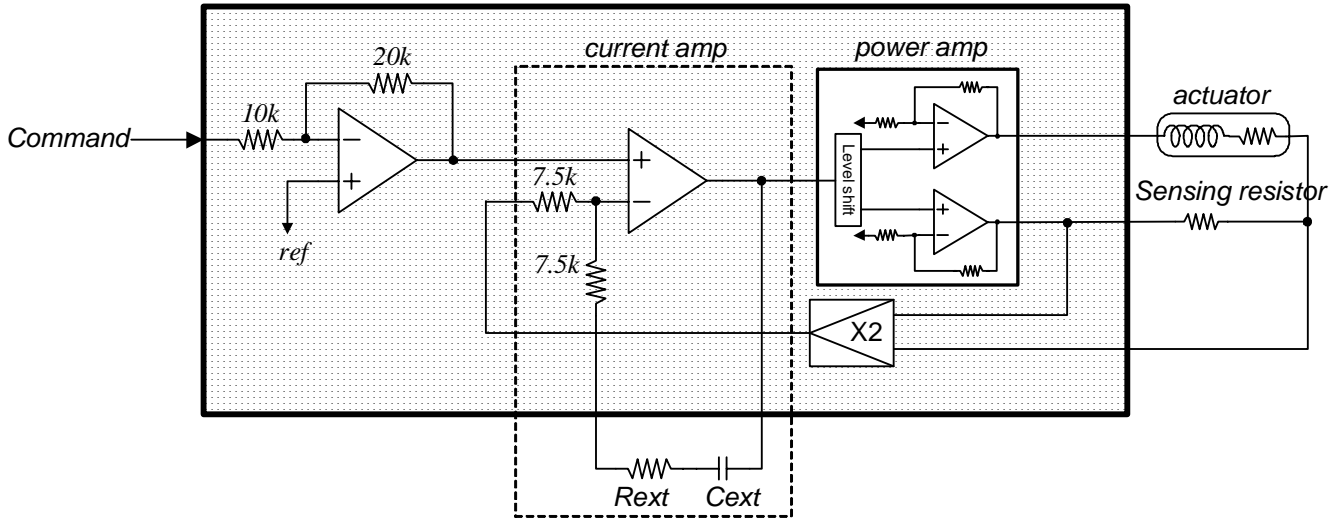 current amp
power amp
20k
10k
actuator
Command
−
+
ref
7.5k
+
−
7.5k
Level shift
−
+
+
−
Sensing resistor
X2
Rext
Cext